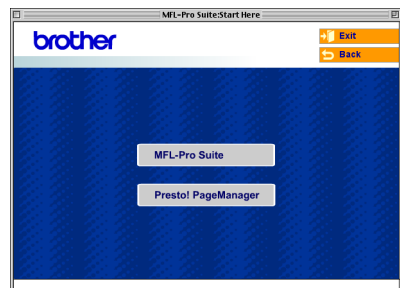 MFL-Pro Suite:Start Here
brother
Exit
Back
MFL-Pro Suite
Presto! PageManager